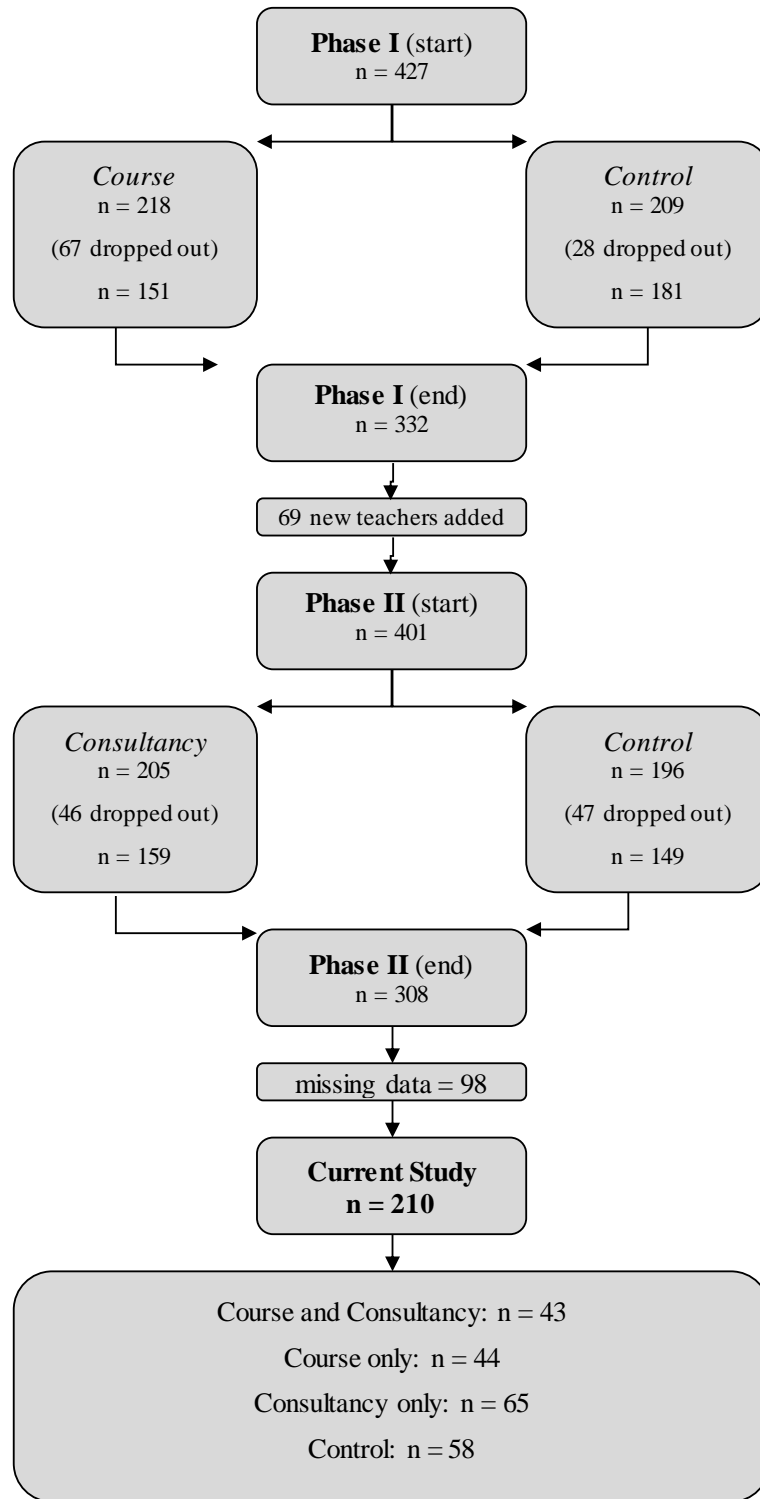 Phase I (start)
n = 427
Course
n = 218
(67 dropped out)
n = 151
Control
n = 209
(28 dropped out)
n = 181
Phase I (end)
n = 332
69 new teachers added
Phase II (start)
n = 401
Consultancy
n = 205
(46 dropped out)
n = 159
Control
n = 196
(47 dropped out)
n = 149
Phase II (end)
n = 308
missing data = 98
Current Study
n = 210
Course and Consultancy: n = 43
Course only: n = 44
Consultancy only: n = 65
Control: n = 58